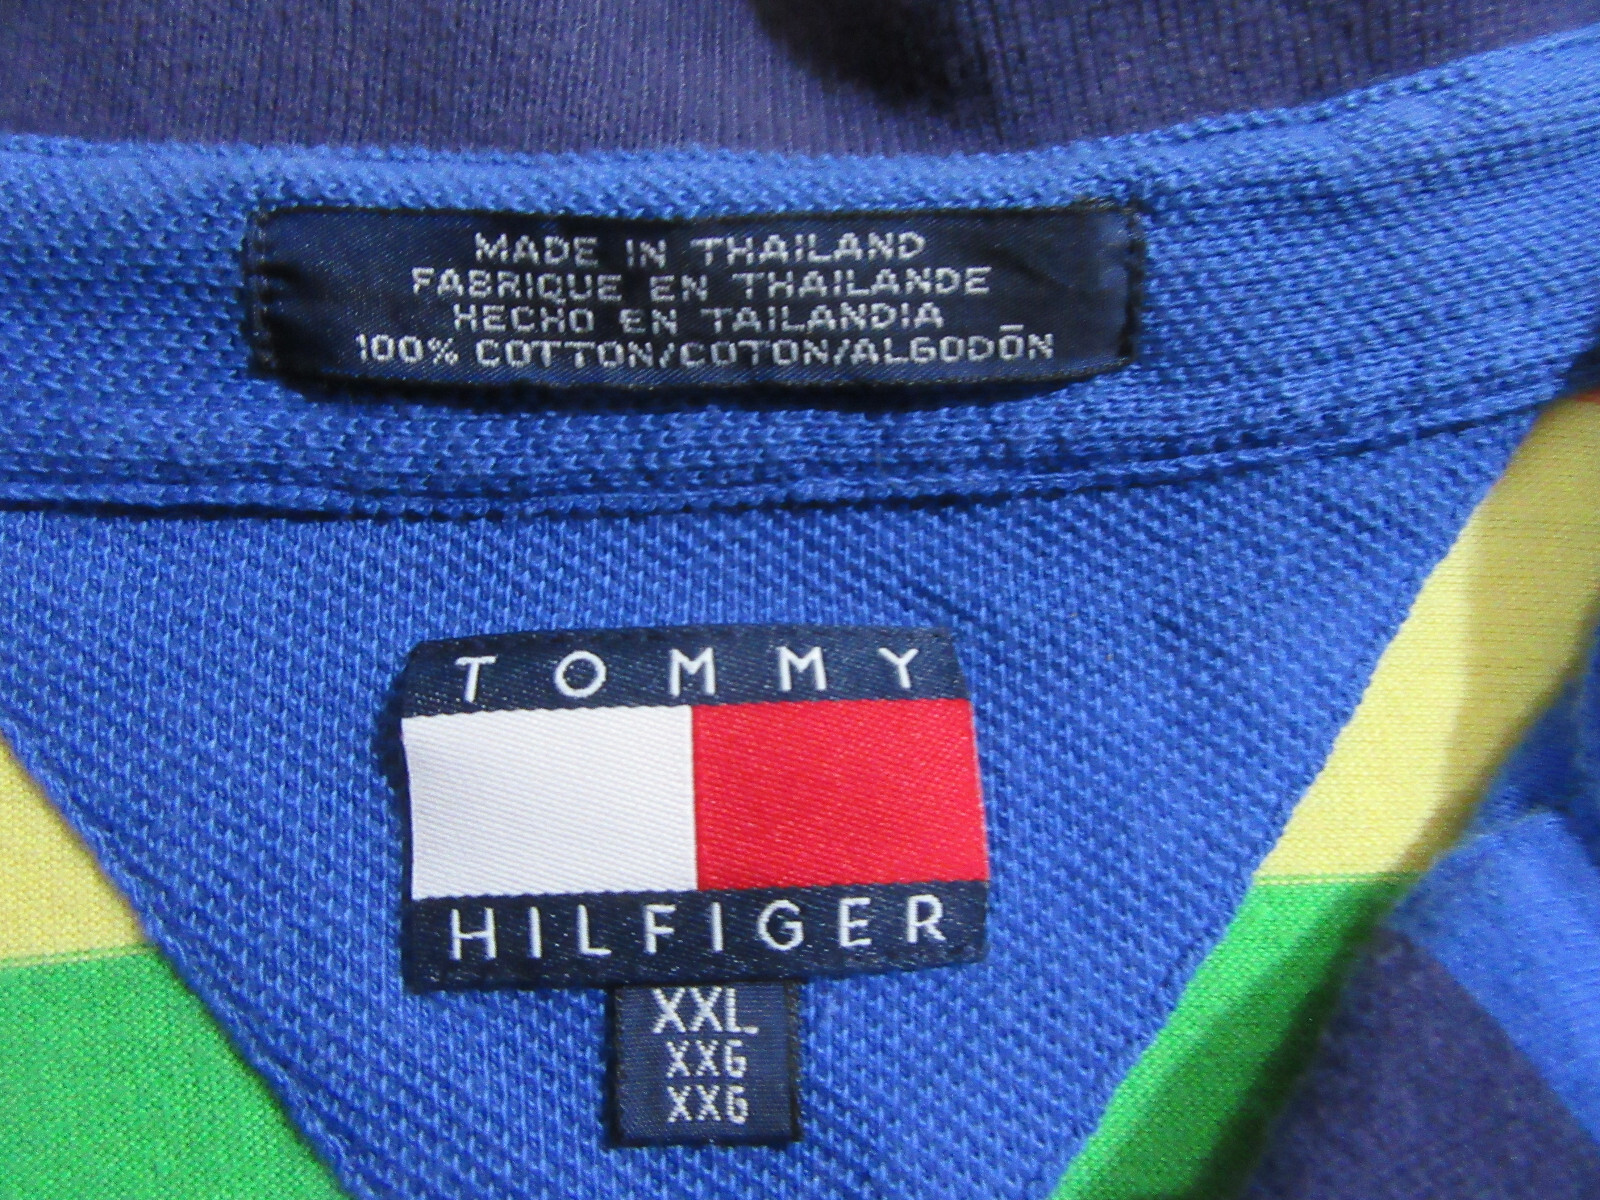 MADE IN THAILAND
FABRIQUE EN THAILANDE
HECHO EN TAILANDIA
100% COTTON/COTON/ALGODŌN
TOMMY
HILFIGER
XXL
XXG
XXG